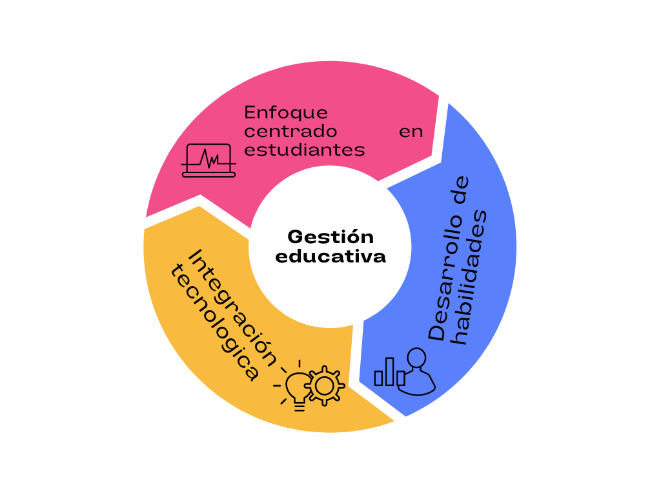 Enfoque
centrado en
estudiantes
Desarrollo de
habilidades
Integración
tecnologica
Gestión
educativa